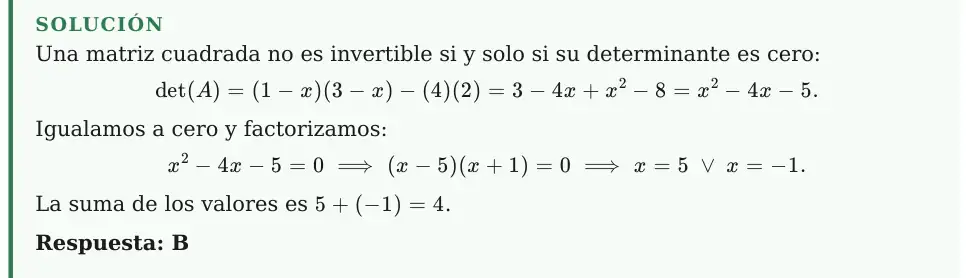 SOLUCIÓN
Una matriz cuadrada no es invertible si y solo si su determinante es cero:
det(A) = (1 − x)(3 − x) − (4)(2) = 3 − 4x + x² − 8 = x² − 4x − 5.
Igualamos a cero y factorizamos:
x² − 4x − 5 = 0 ⟹ (x − 5)(x + 1) = 0 ⟹ x = 5 ∨ x = −1.
La suma de los valores es 5 + (−1) = 4.
Respuesta: B